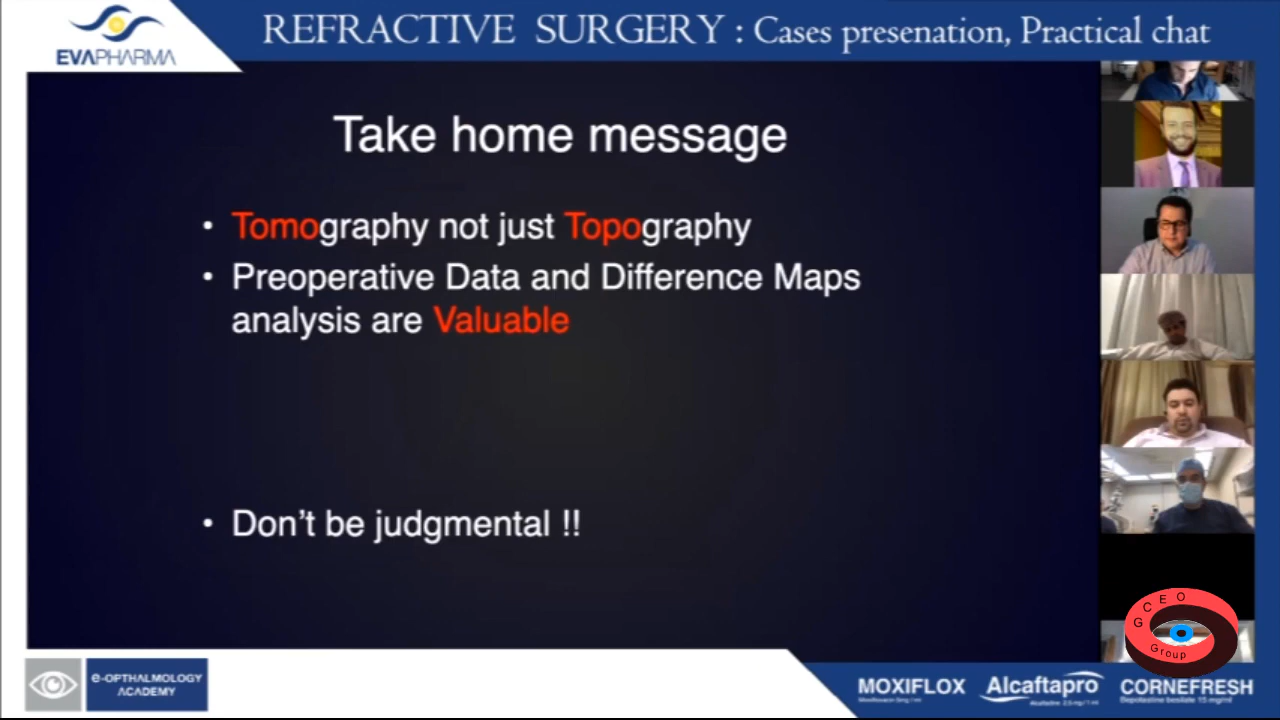 EVAPHARMA
REFRACTIVE SURGERY : Cases presenation, Practical chat
Take home message
• Tomography not just Topography
• Preoperative Data and Difference Maps
analysis are Valuable
• Don't be judgmental !!
GCEO
Group
e-OPTHALMOLOGY
ACADEMY
MOXIFLOX
Alcaftapro
CORNEFRESH